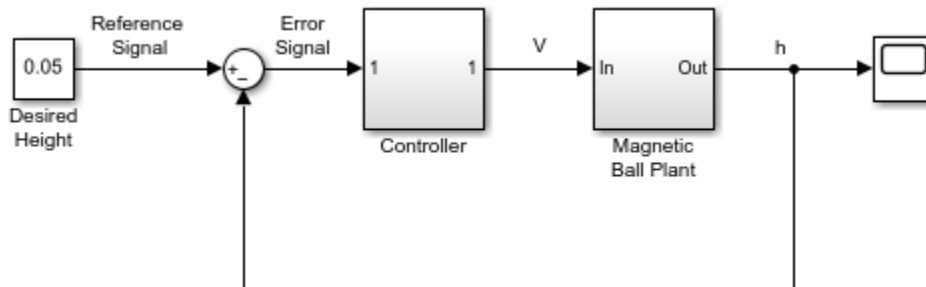 Reference
Signal
Error
Signal
0.05
+
−
1
1
V
In
Out
h
Desired
Height
Controller
Magnetic
Ball Plant